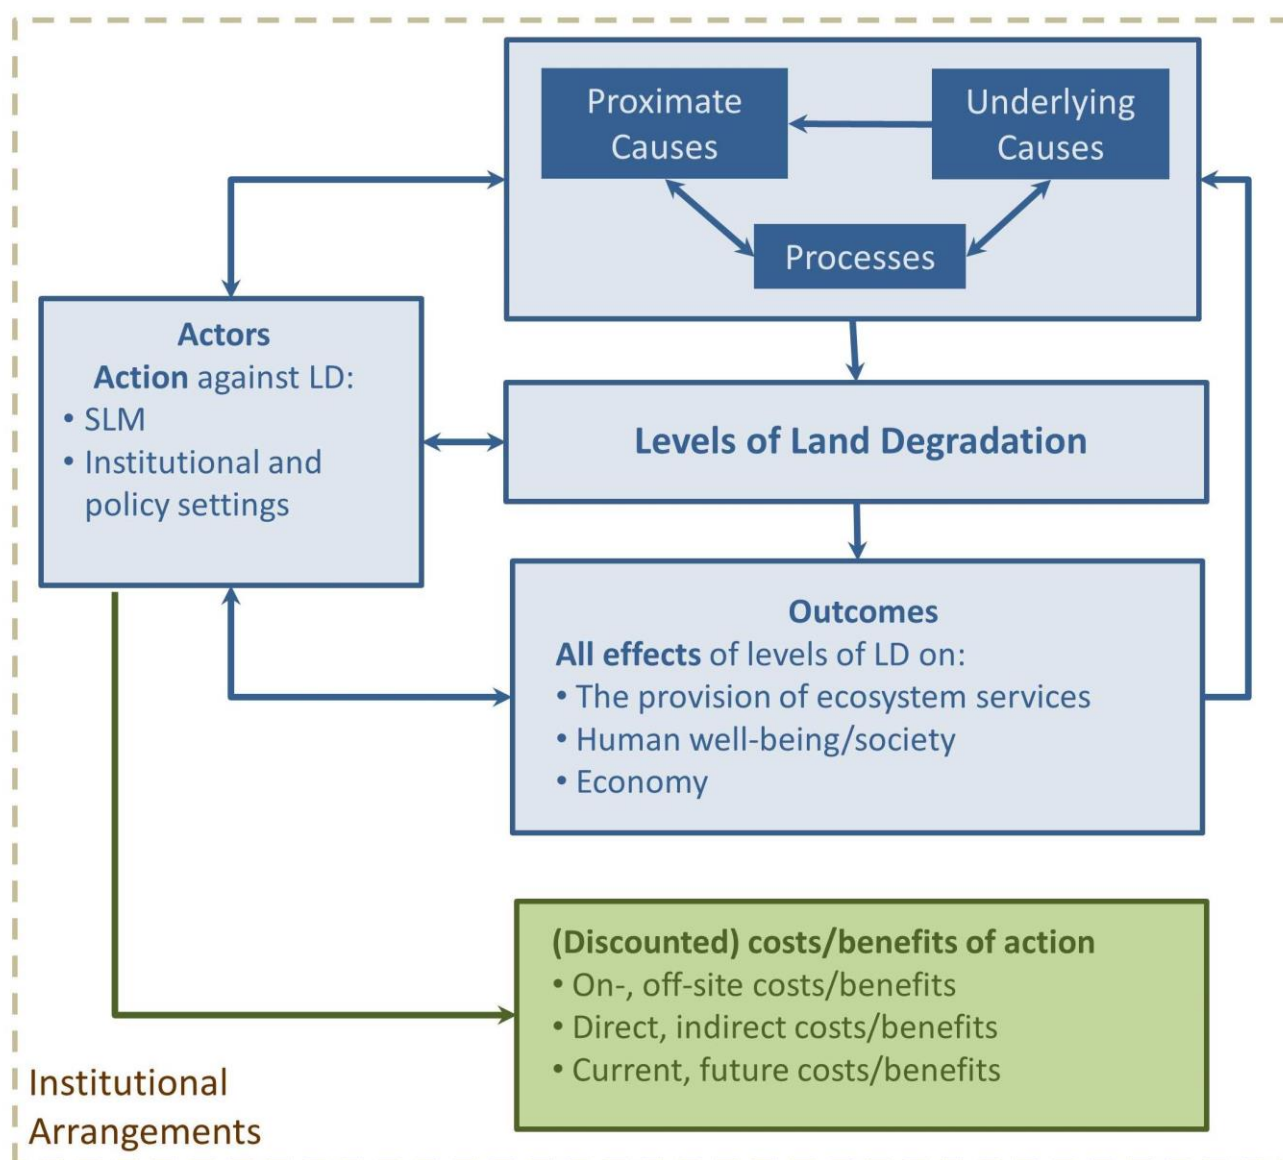 Proximate
Causes
Underlying
Causes
Processes
Actors
Action against LD:
• SLM
• Institutional and
policy settings
Levels of Land Degradation
Outcomes
All effects of levels of LD on:
• The provision of ecosystem services
• Human well-being/society
• Economy
(Discounted) costs/benefits of action
• On-, off-site costs/benefits
• Direct, indirect costs/benefits
• Current, future costs/benefits
Institutional
Arrangements